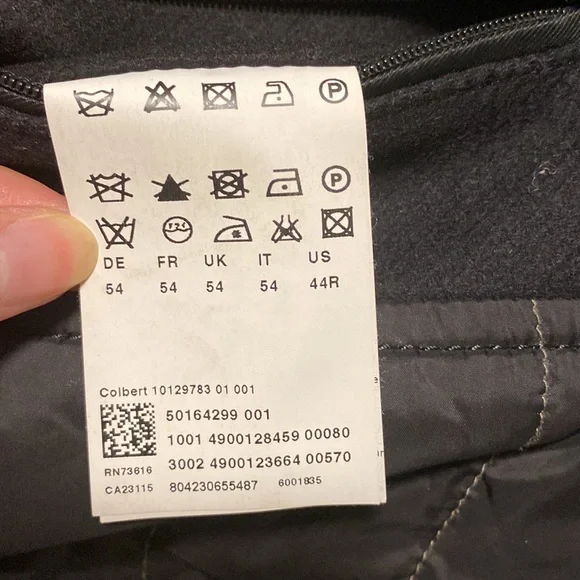 P
P
DE FR UK IT US
54 54 54 54 44R
Colbert 10129783 01 001
50164299 001
1001 4900128459 00080
RN73616 3002 4900123664 00570
CA23115 804230655487 6001835